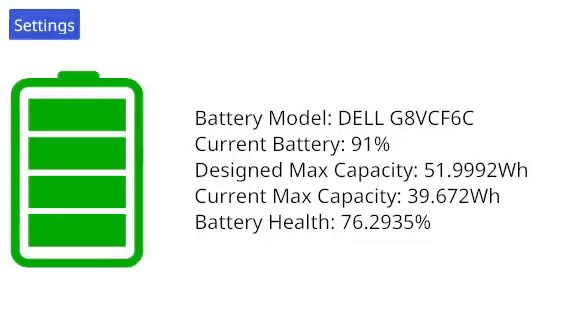 Settings
Battery Model: DELL G8VCF6C
Current Battery: 91%
Designed Max Capacity: 51.9992Wh
Current Max Capacity: 39.672Wh
Battery Health: 76.2935%